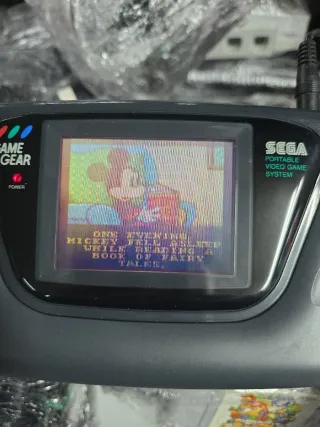 GAME
GEAR
POWER
SEGA
PORTABLE
VIDEO GAME
SYSTEM
ONE EVENING,
MICKEY FELL ASLEEP
WHILE READING A
BOOK OF FAIRY
TALES.